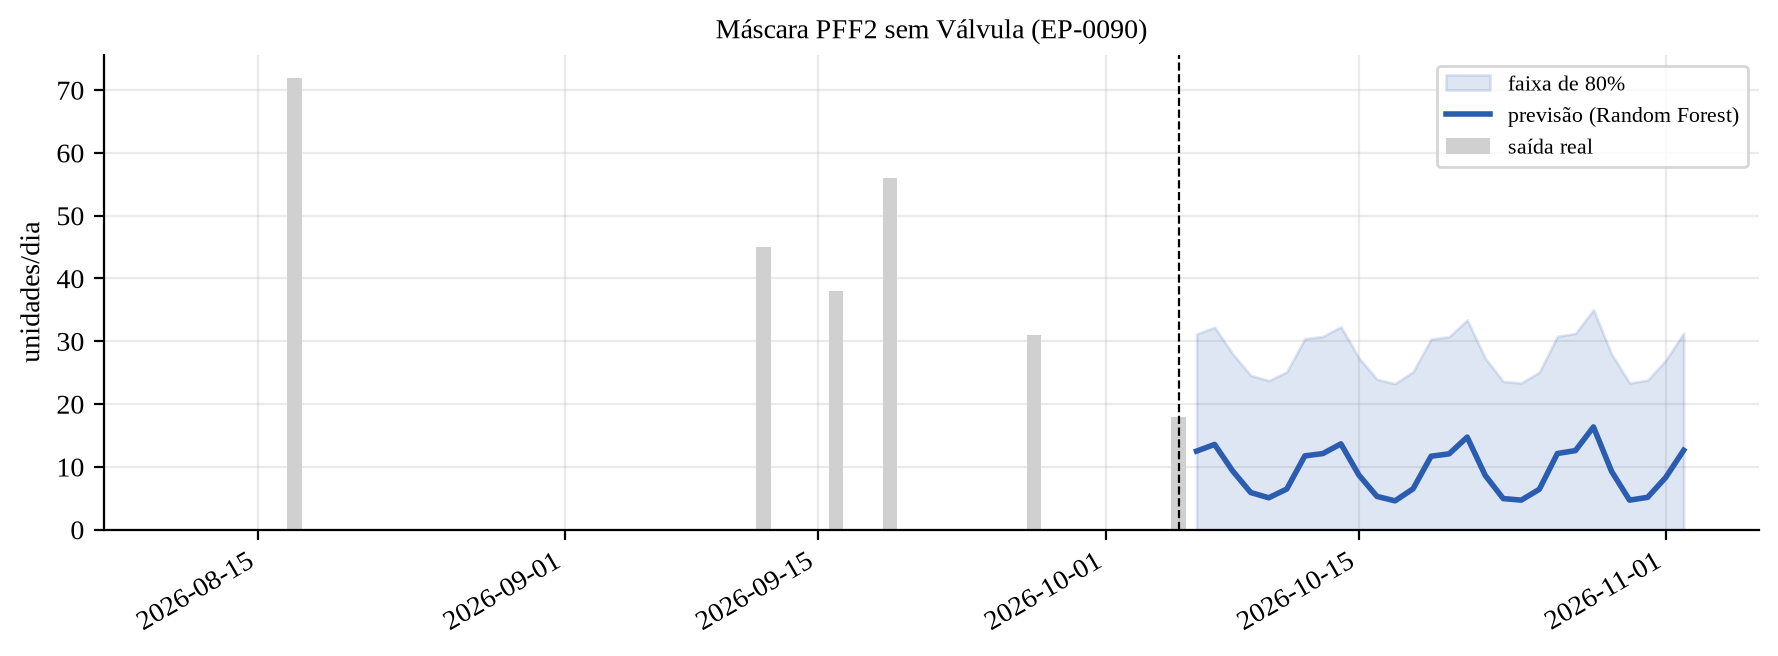 Máscara PFF2 sem Válvula (EP-0090)
faixa de 80%
previsão (Random Forest)
saída real
unidades/dia
70
60
50
40
30
20
10
0
2026-08-15
2026-09-01
2026-09-15
2026-10-01
2026-10-15
2026-11-01